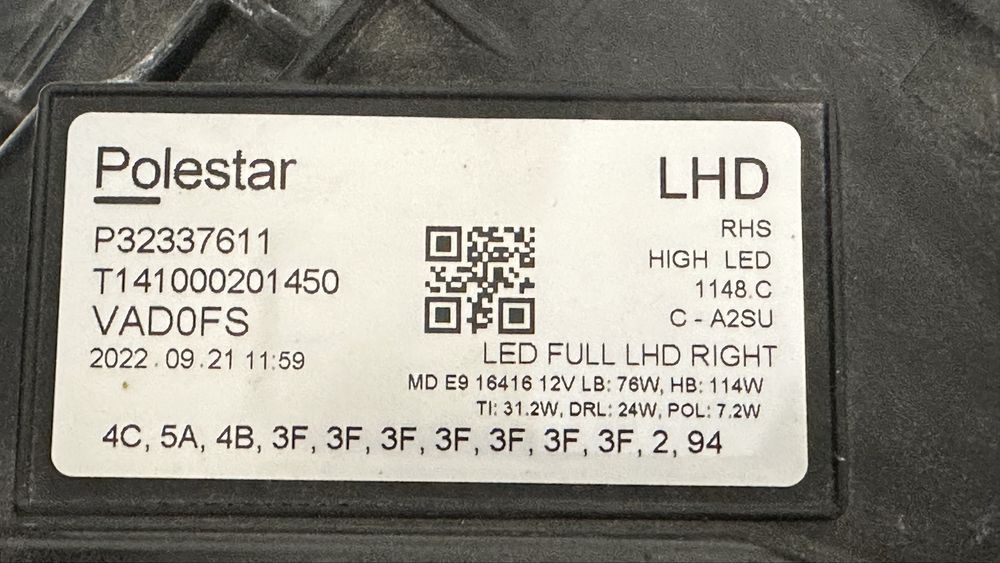 Polestar
P32337611
T141000201450
VAD0FS
2022.09.21 11:59
LHD
RHS
HIGH LED
1148.C
C - A2SU
LED FULL LHD RIGHT
MD E9 16416 12V LB: 76W, HB: 114W
TI: 31.2W, DRL: 24W, POL: 7.2W
4C, 5A, 4B, 3F, 3F, 3F, 3F, 3F, 3F, 3F, 2, 94